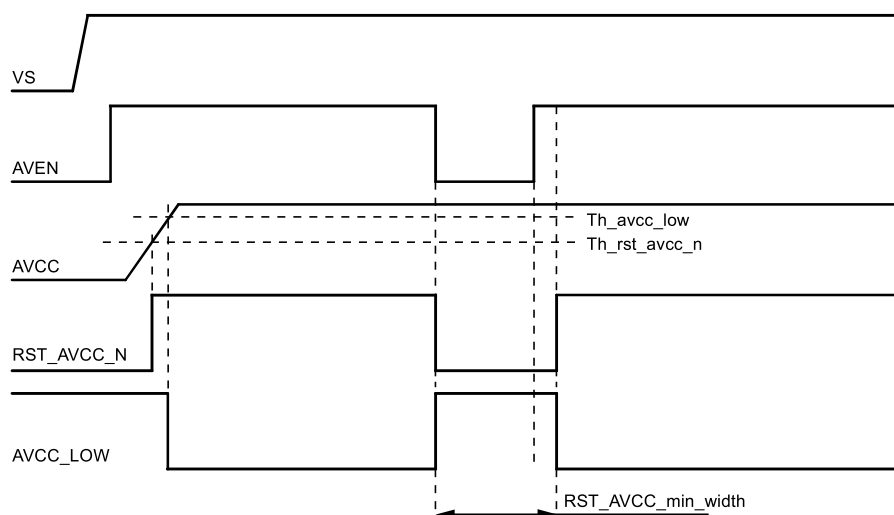 VS
AVEN
Th_avcc_low
Th_rst_avcc_n
AVCC
RST_AVCC_N
AVCC_LOW
RST_AVCC_min_width